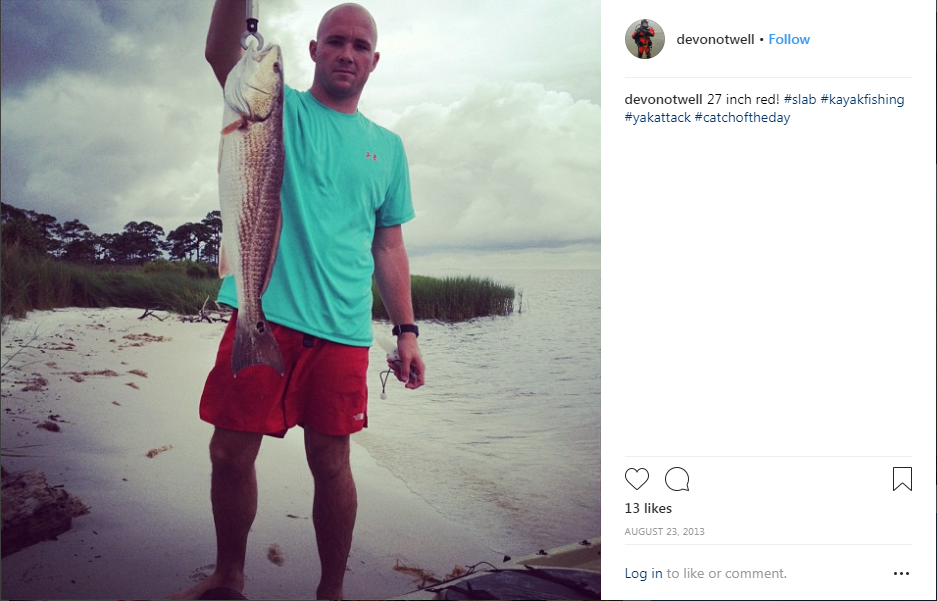 devonotwell • Follow
devonotwell 27 inch red! #slab #kayakfishing
#yakattack #catchoftheday
13 likes
AUGUST 23, 2013
Log in to like or comment.